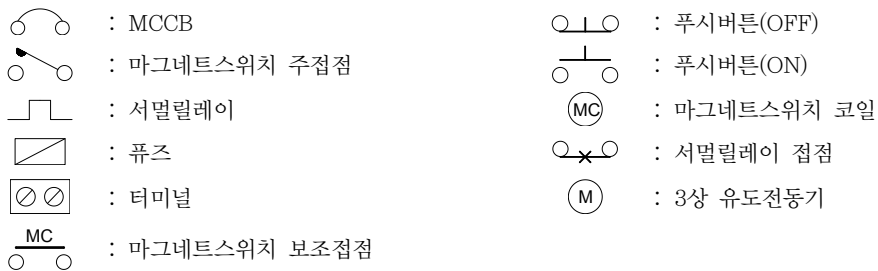 : MCCB
: 마그네트스위치 주접점
: 서멀릴레이
: 퓨즈
: 터미널
MC
: 마그네트스위치 보조접점
: 푸시버튼(OFF)
: 푸시버튼(ON)
MC : 마그네트스위치 코일
: 서멀릴레이 접점
M : 3상 유도전동기